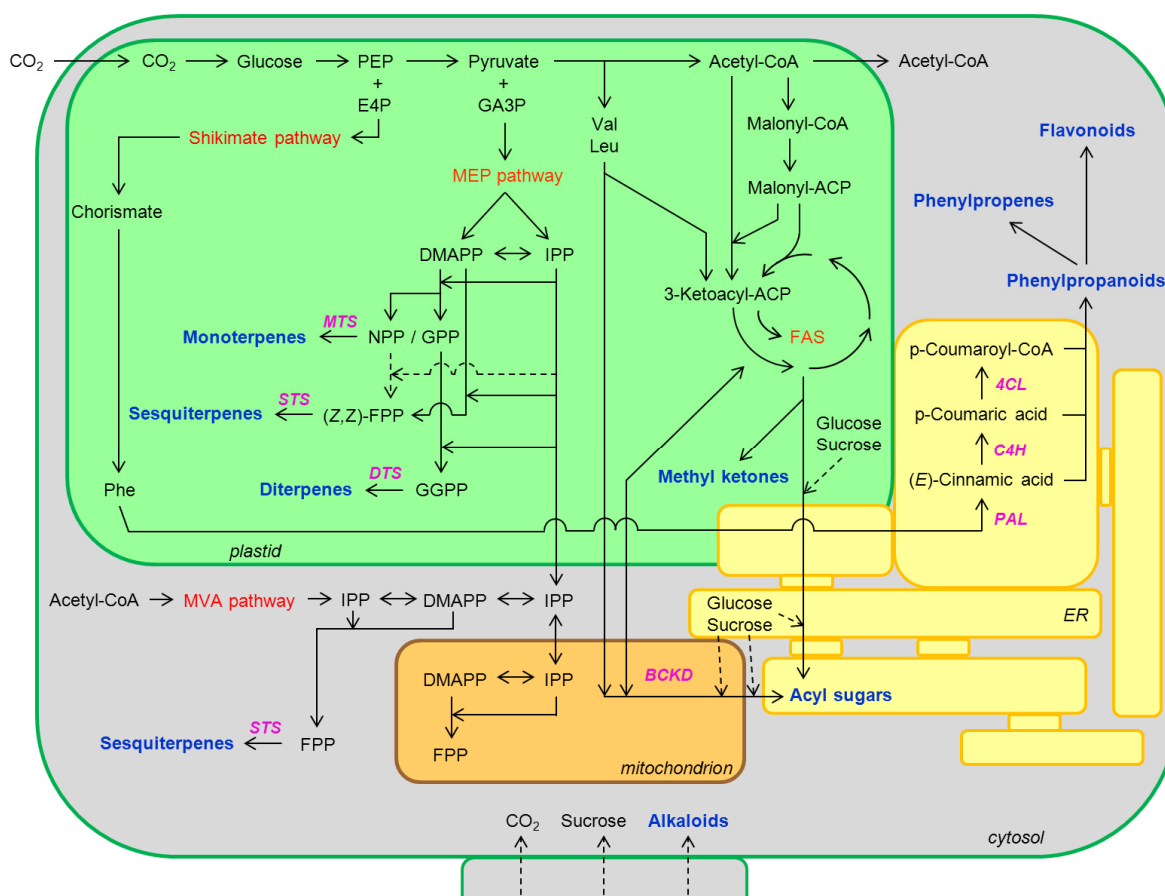 CO2
CO2
Glucose
PEP
Pyruvate
Acetyl-CoA
Acetyl-CoA
+
+
E4P
GA3P
Val
Leu
Malonyl-CoA
Flavonoids
Shikimate pathway
MEP pathway
Malonyl-ACP
Phenylpropenes
Chorismate
DMAPP
IPP
Phenylpropanoids
3-Ketoacyl-ACP
MTS
Monoterpenes
NPP / GPP
FAS
p-Coumaroyl-CoA
4CL
STS
Sesquiterpenes
(Z,Z)-FPP
Glucose
Sucrose
p-Coumaric acid
C4H
DTS
Diterpenes
GGPP
Methyl ketones
(E)-Cinnamic acid
Phe
PAL
plastid
Acetyl-CoA
MVA pathway
IPP
DMAPP
IPP
Glucose
Sucrose
ER
DMAPP
IPP
BCKD
Acyl sugars
STS
Sesquiterpenes
FPP
FPP
mitochondrion
CO2
Sucrose
Alkaloids
cytosol